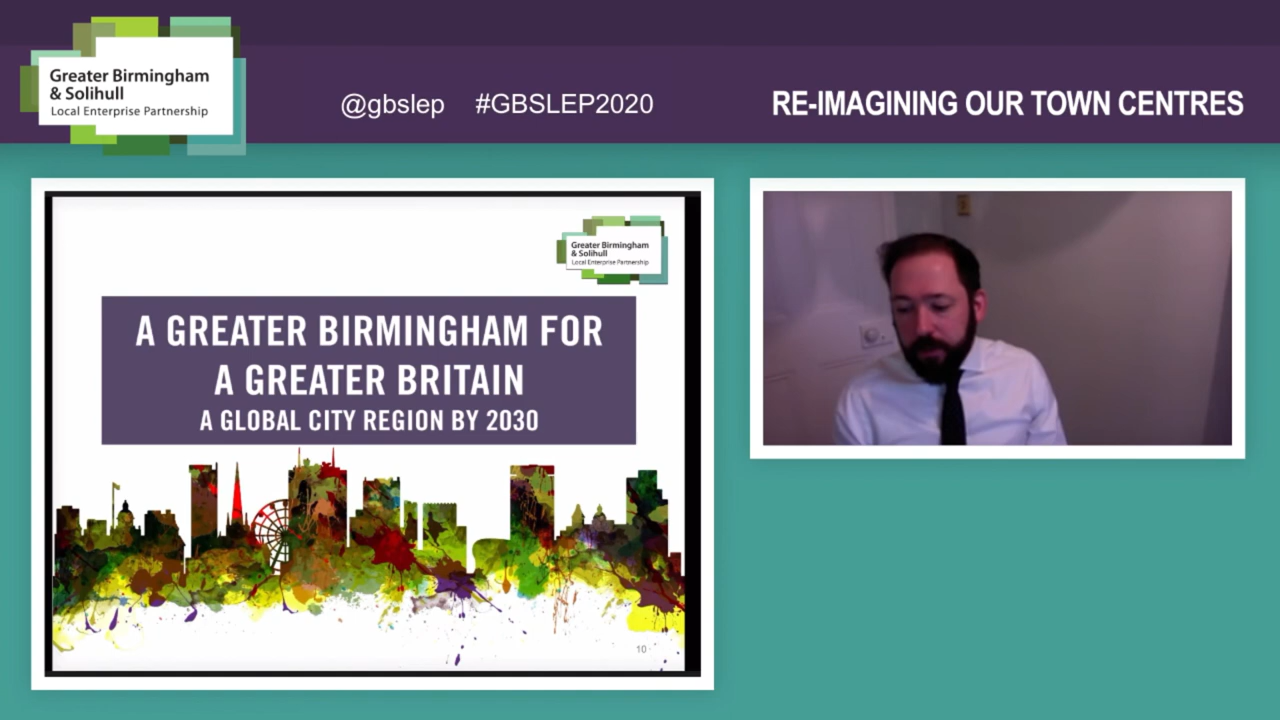 Greater Birmingham
& Solihull
Local Enterprise Partnership
@gbslep #GBSLEP2020
RE-IMAGINING OUR TOWN CENTRES
Greater Birmingham
& Solihull
Local Enterprise Partnership
A GREATER BIRMINGHAM FOR
A GREATER BRITAIN
A GLOBAL CITY REGION BY 2030
10